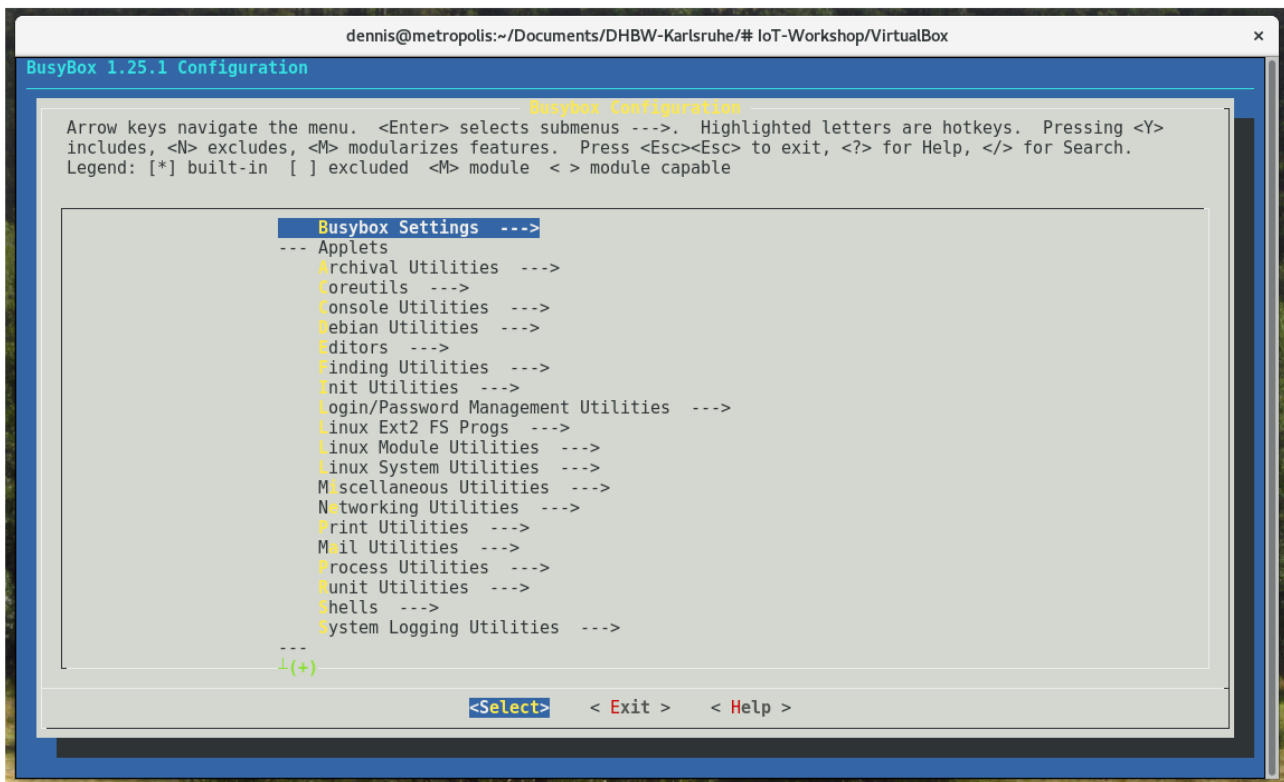 dennis@metropolis:~/Documents/DHBW-Karlsruhe/# IoT-Workshop/VirtualBox ×
BusyBox 1.25.1 Configuration
Busybox Configuration
Arrow keys navigate the menu.  <Enter> selects submenus --->.  Highlighted letters are hotkeys.  Pressing <Y>
includes, <N> excludes, <M> modularizes features.  Press <Esc><Esc> to exit, <?> for Help, </> for Search.
Legend: [*] built-in  [ ] excluded  <M> module  < > module capable
Busybox Settings  --->
--- Applets
Archival Utilities  --->
Coreutils  --->
Console Utilities  --->
Debian Utilities  --->
Editors  --->
Finding Utilities  --->
Init Utilities  --->
Login/Password Management Utilities  --->
Linux Ext2 FS Progs  --->
Linux Module Utilities  --->
Linux System Utilities  --->
Miscellaneous Utilities  --->
Networking Utilities  --->
Print Utilities  --->
Mail Utilities  --->
Process Utilities  --->
Runit Utilities  --->
Shells  --->
System Logging Utilities  --->
---
┴(+)
<Select>    < Exit >    < Help >